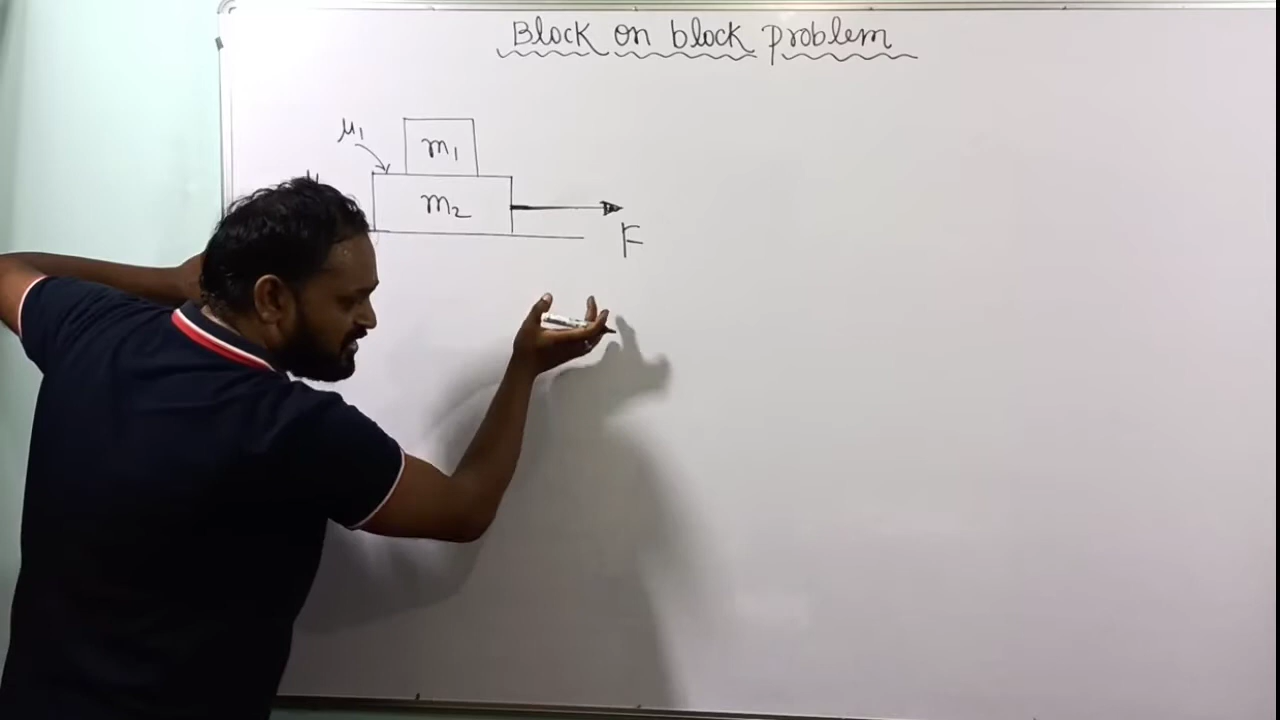 Block on block problem
μ₁
m₁
m₂
F